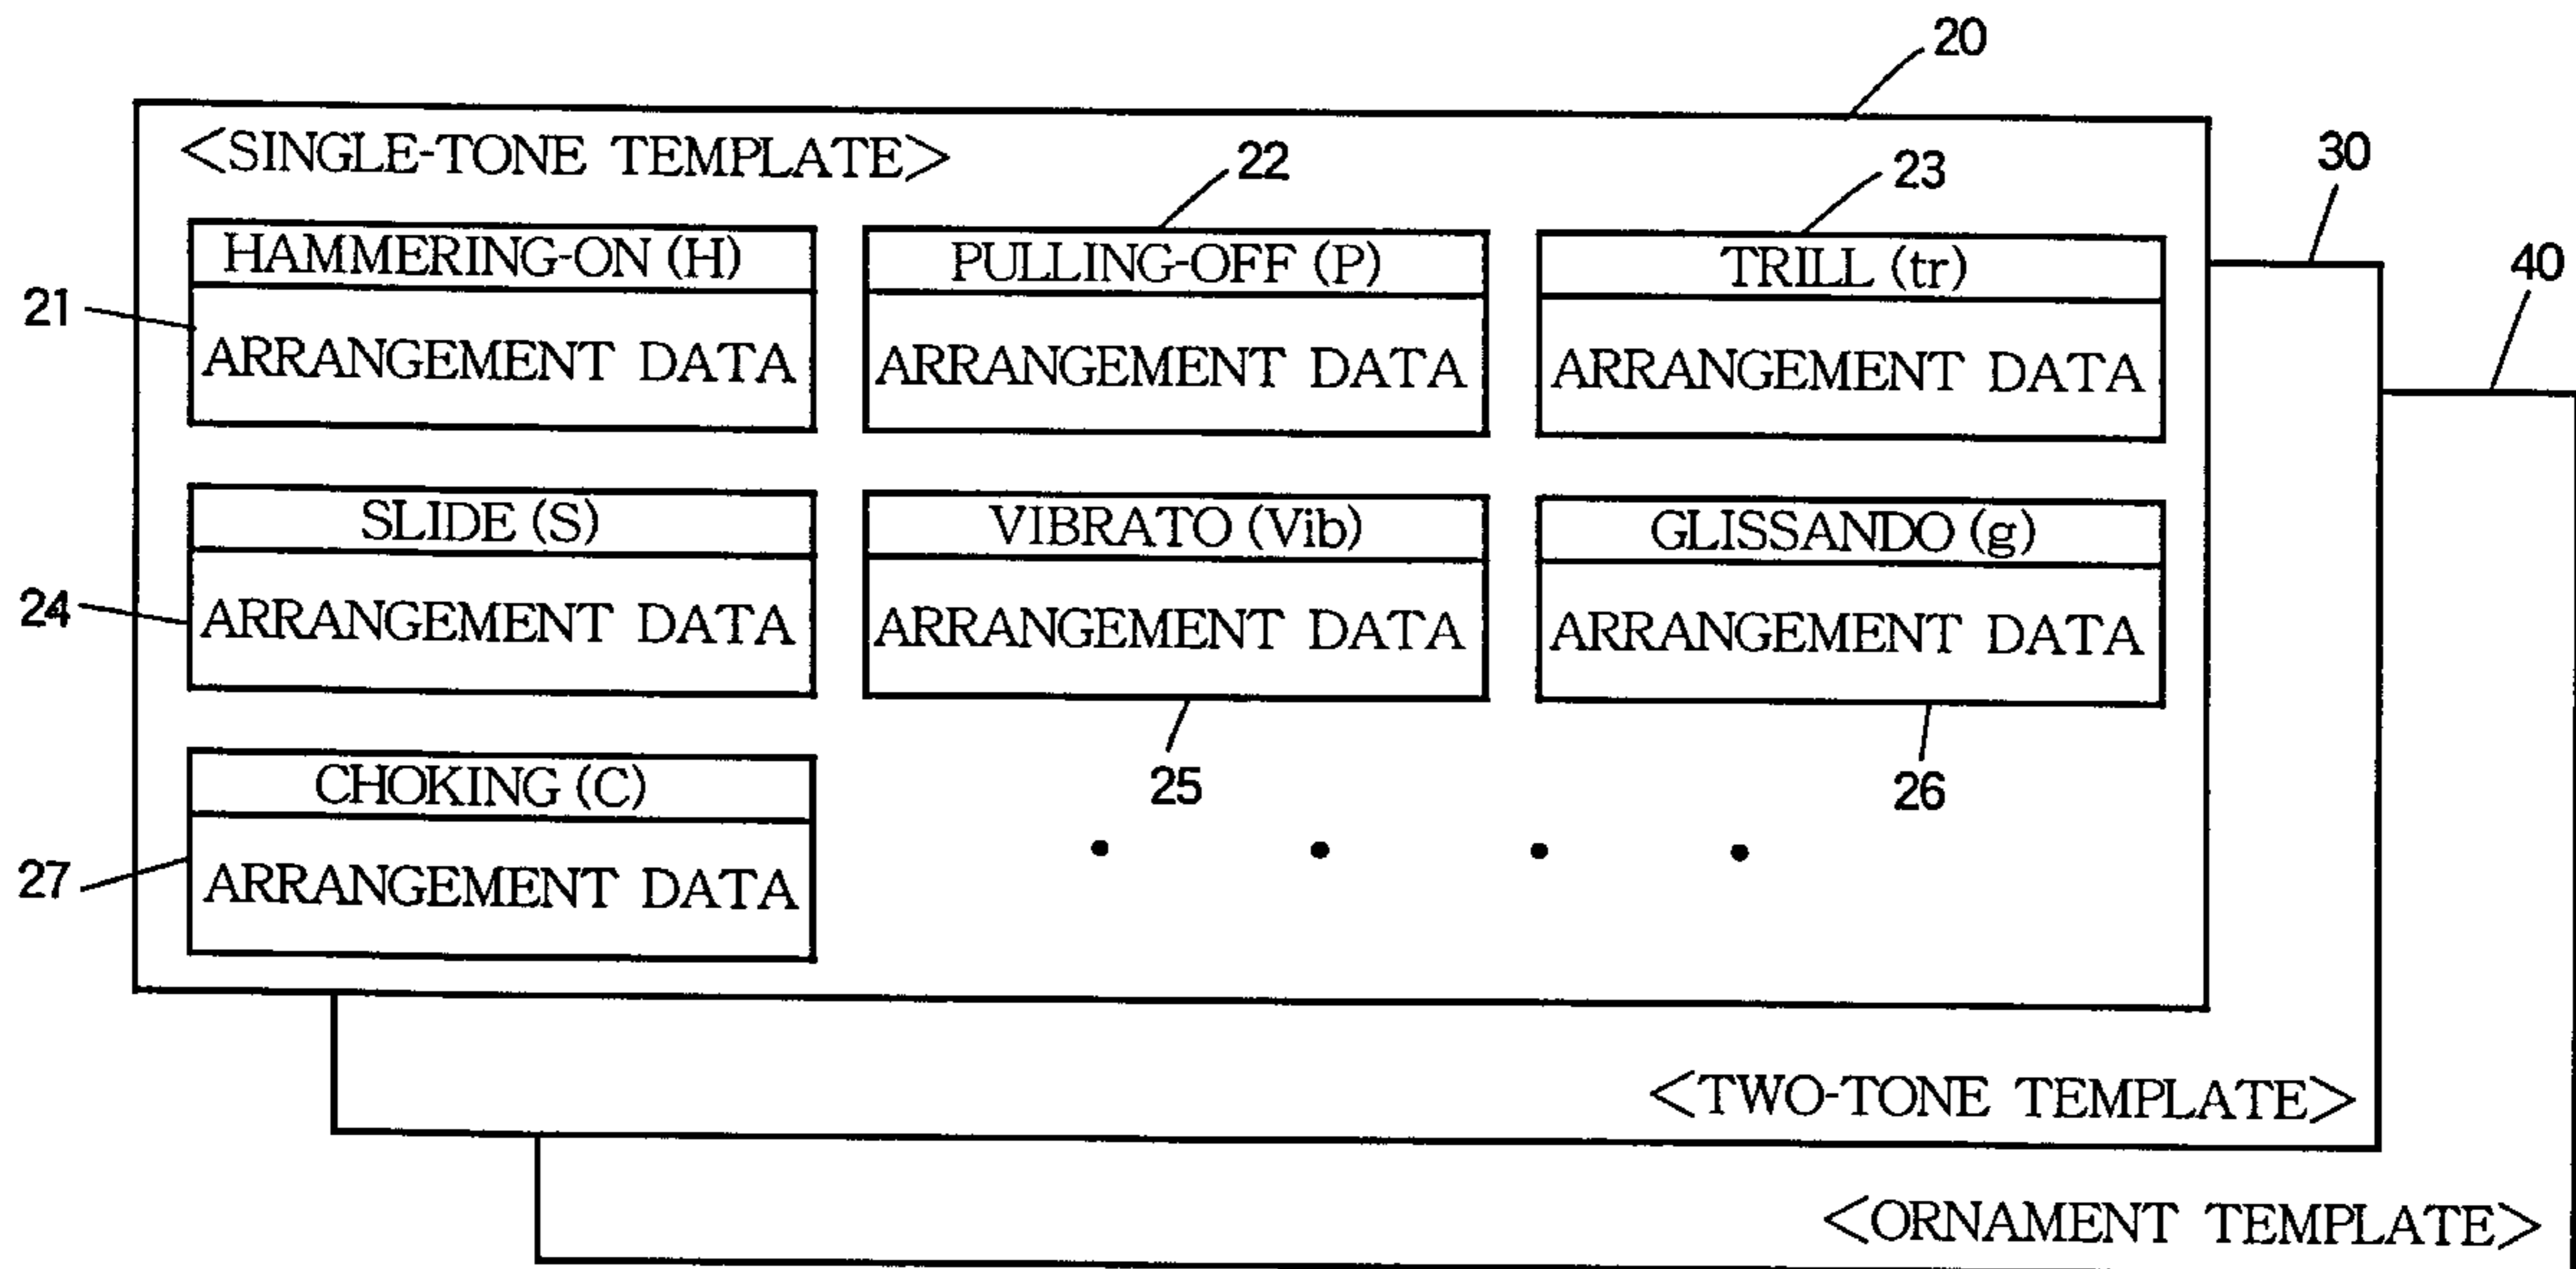 20
<SINGLE-TONE TEMPLATE>
22
23
30
40
HAMMERING-ON (H)
PULLING-OFF (P)
TRILL (tr)
21
ARRANGEMENT DATA
ARRANGEMENT DATA
ARRANGEMENT DATA
SLIDE (S)
VIBRATO (Vib)
GLISSANDO (g)
24
ARRANGEMENT DATA
ARRANGEMENT DATA
ARRANGEMENT DATA
25
26
CHOKING (C)
27
ARRANGEMENT DATA
<TWO-TONE TEMPLATE>
<ORNAMENT TEMPLATE>